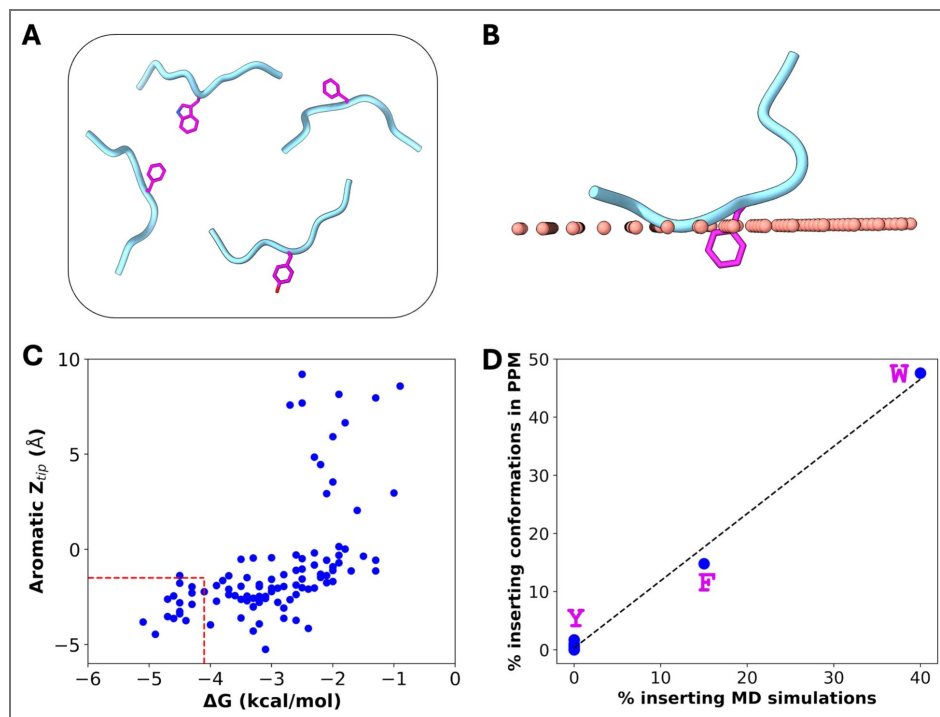 A
B
C
10
5
0
−5
Aromatic Z_tip (Å)
−6
−5
−4
−3
−2
−1
0
ΔG (kcal/mol)
D
50
40
30
20
10
0
% inserting conformations in PPM
W
F
Y
0
10
20
30
40
% inserting MD simulations